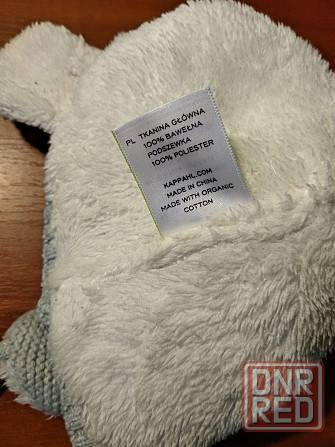 PL TKANINA GŁÓWNA
100% BAWEŁNA
PODSZEWKA
100% POLIESTER
KAPPAHL.COM
MADE IN CHINA
MADE WITH ORGANIC
COTTON
DNR
RED